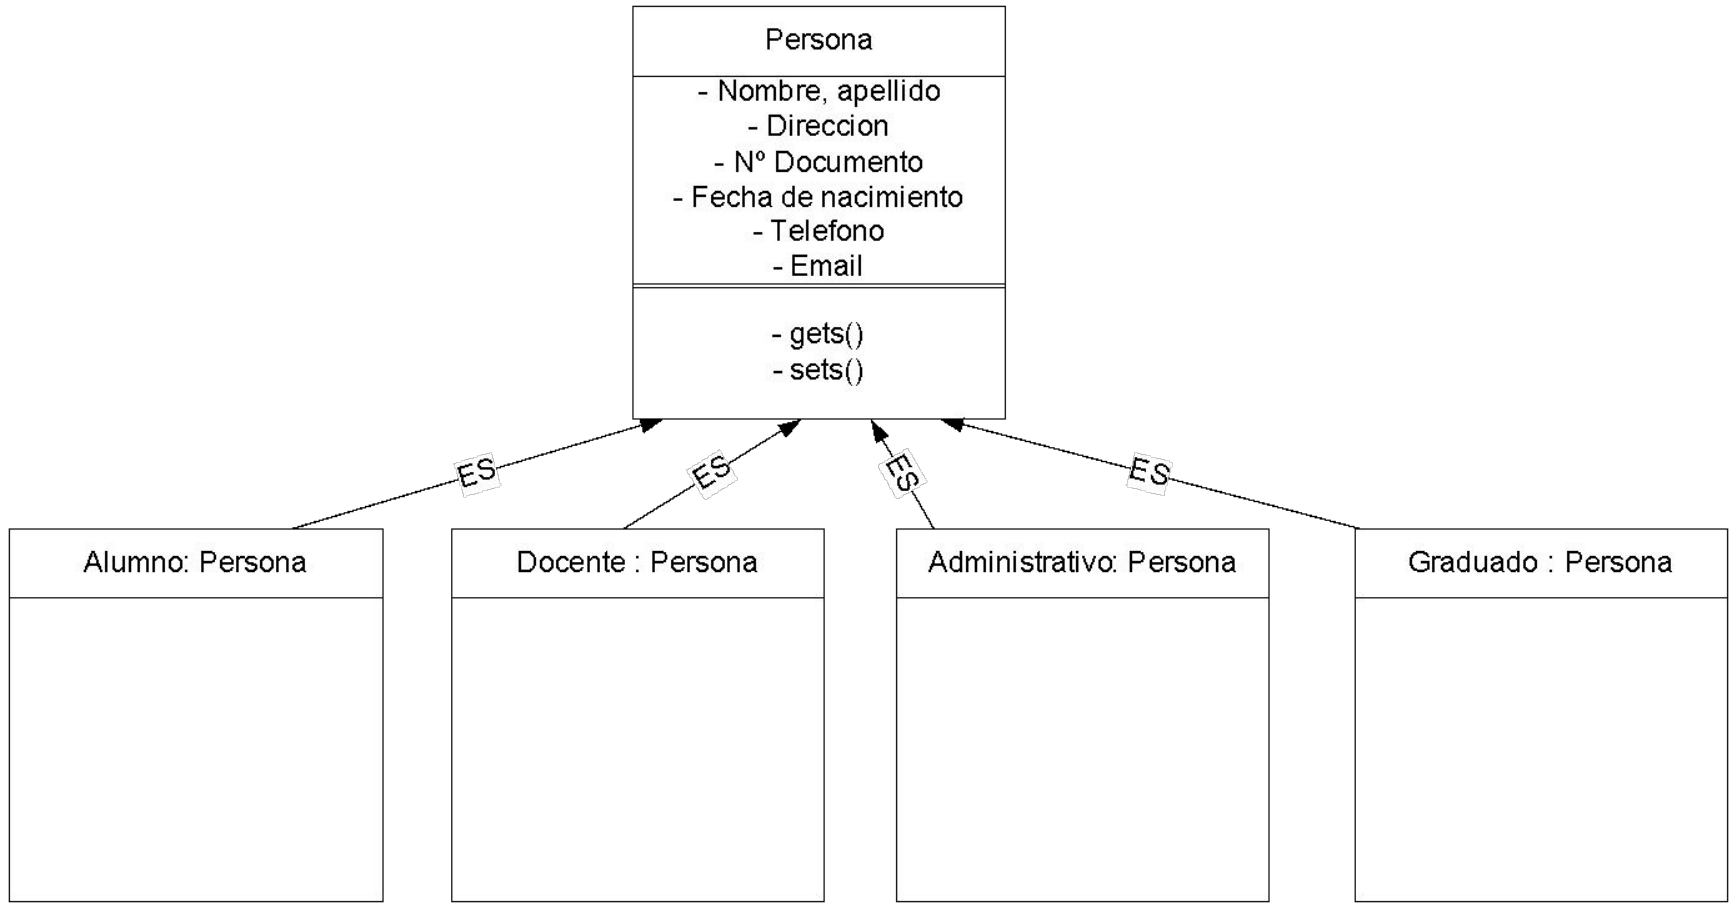 Persona
- Nombre, apellido
- Direccion
- Nº Documento
- Fecha de nacimiento
- Telefono
- Email
- gets()
- sets()
ES
ES
ES
ES
Alumno: Persona
Docente : Persona
Administrativo: Persona
Graduado : Persona